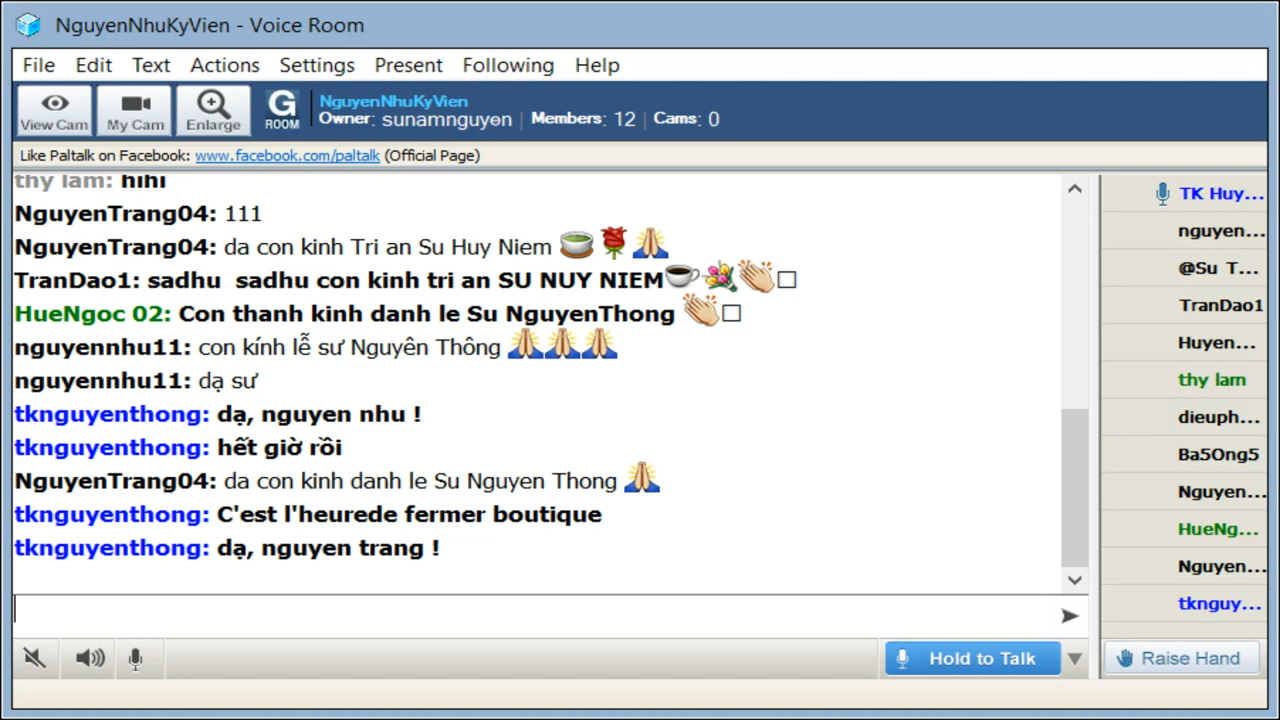 NguyenNhuKyVien - Voice Room
File Edit Text Actions Settings Present Following Help
View Cam My Cam Enlarge G ROOM NguyenNhuKyVien
Owner: sunamnguyen | Members: 12 | Cams: 0
Like Paltalk on Facebook: www.facebook.com/paltalk (Official Page)
thy lam: hihi
NguyenTrang04: 111
NguyenTrang04: da con kinh Tri an Su Huy Niem
TranDao1: sadhu sadhu con kinh tri an SU NUY NIEM
HueNgoc 02: Con thanh kinh danh le Su NguyenThong
nguyennhu11: con kính lễ sư Nguyên Thông
nguyennhu11: dạ sư
tknguyenthong: dạ, nguyen nhu !
tknguyenthong: hết giờ rồi
NguyenTrang04: da con kinh danh le Su Nguyen Thong
tknguyenthong: C'est l'heurede fermer boutique
tknguyenthong: dạ, nguyen trang !
TK Huy...
nguyen...
@Su T...
TranDao1
Huyen...
thy lam
dieuph...
Ba5Ong5
Nguyen...
HueNg...
Nguyen...
tknguy...
Hold to Talk
Raise Hand